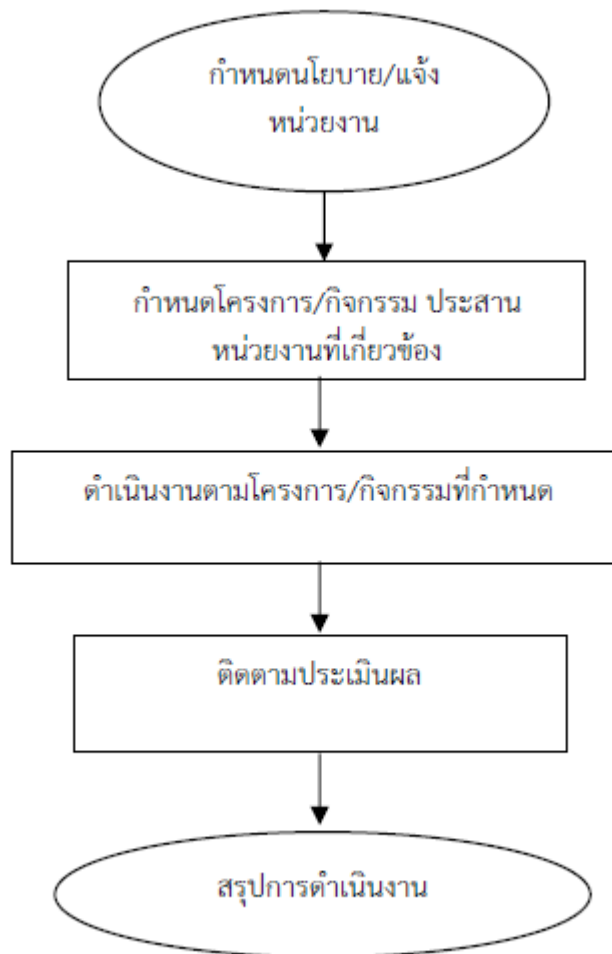 กำหนดนโยบาย/แจ้ง
หน่วยงาน
กำหนดโครงการ/กิจกรรม ประสาน
หน่วยงานที่เกี่ยวข้อง
ดำเนินงานตามโครงการ/กิจกรรมที่กำหนด
ติดตามประเมินผล
สรุปการดำเนินงาน